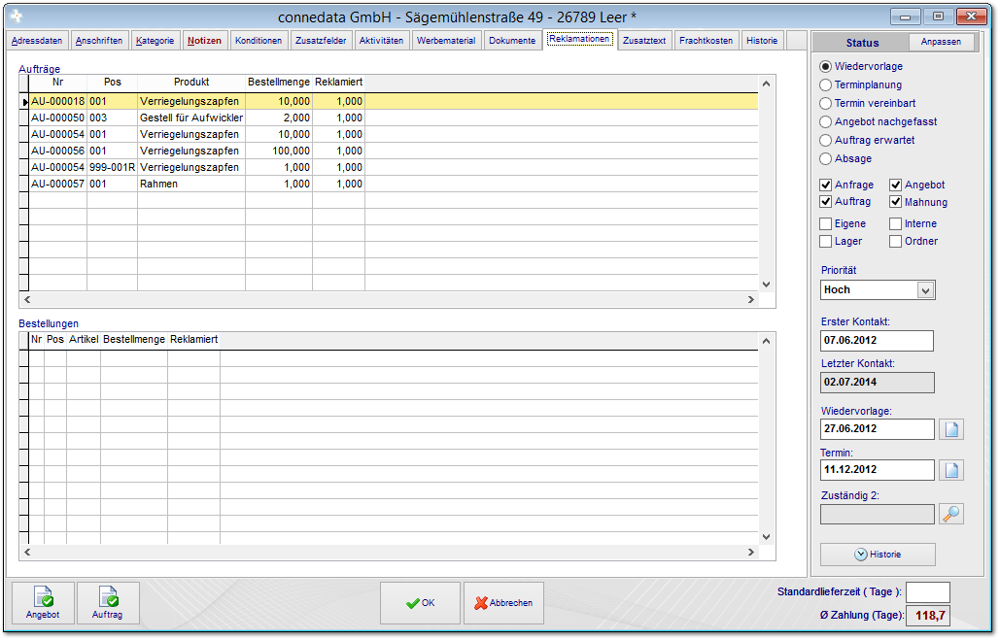 connedata GmbH - Sägemühlenstraße 49 - 26789 Leer *
Adressdaten Anschriften Kategorie Notizen Konditionen Zusatzfelder Aktivitäten Werbematerial Dokumente Reklamationen Zusatztext Frachtkosten Historie
Aufträge
Nr Pos Produkt Bestellmenge Reklamiert
AU-000018 001 Verriegelungszapfen 10,000 1,000
AU-000050 003 Gestell für Aufwickler 2,000 1,000
AU-000054 001 Verriegelungszapfen 10,000 1,000
AU-000056 001 Verriegelungszapfen 100,000 1,000
AU-000054 999-001R Verriegelungszapfen 1,000 1,000
AU-000057 001 Rahmen 1,000 1,000
Bestellungen
Nr Pos Artikel Bestellmenge Reklamiert
Status Anpassen
Wiedervorlage
Terminplanung
Termin vereinbart
Angebot nachgefasst
Auftrag erwartet
Absage
Anfrage Angebot
Auftrag Mahnung
Eigene Interne
Lager Ordner
Priorität
Hoch
Erster Kontakt:
07.06.2012
Letzter Kontakt:
02.07.2014
Wiedervorlage:
27.06.2012
Termin:
11.12.2012
Zuständig 2:
Historie
Angebot Auftrag OK Abbrechen
Standardlieferzeit ( Tage ):
Ø Zahlung (Tage): 118,7